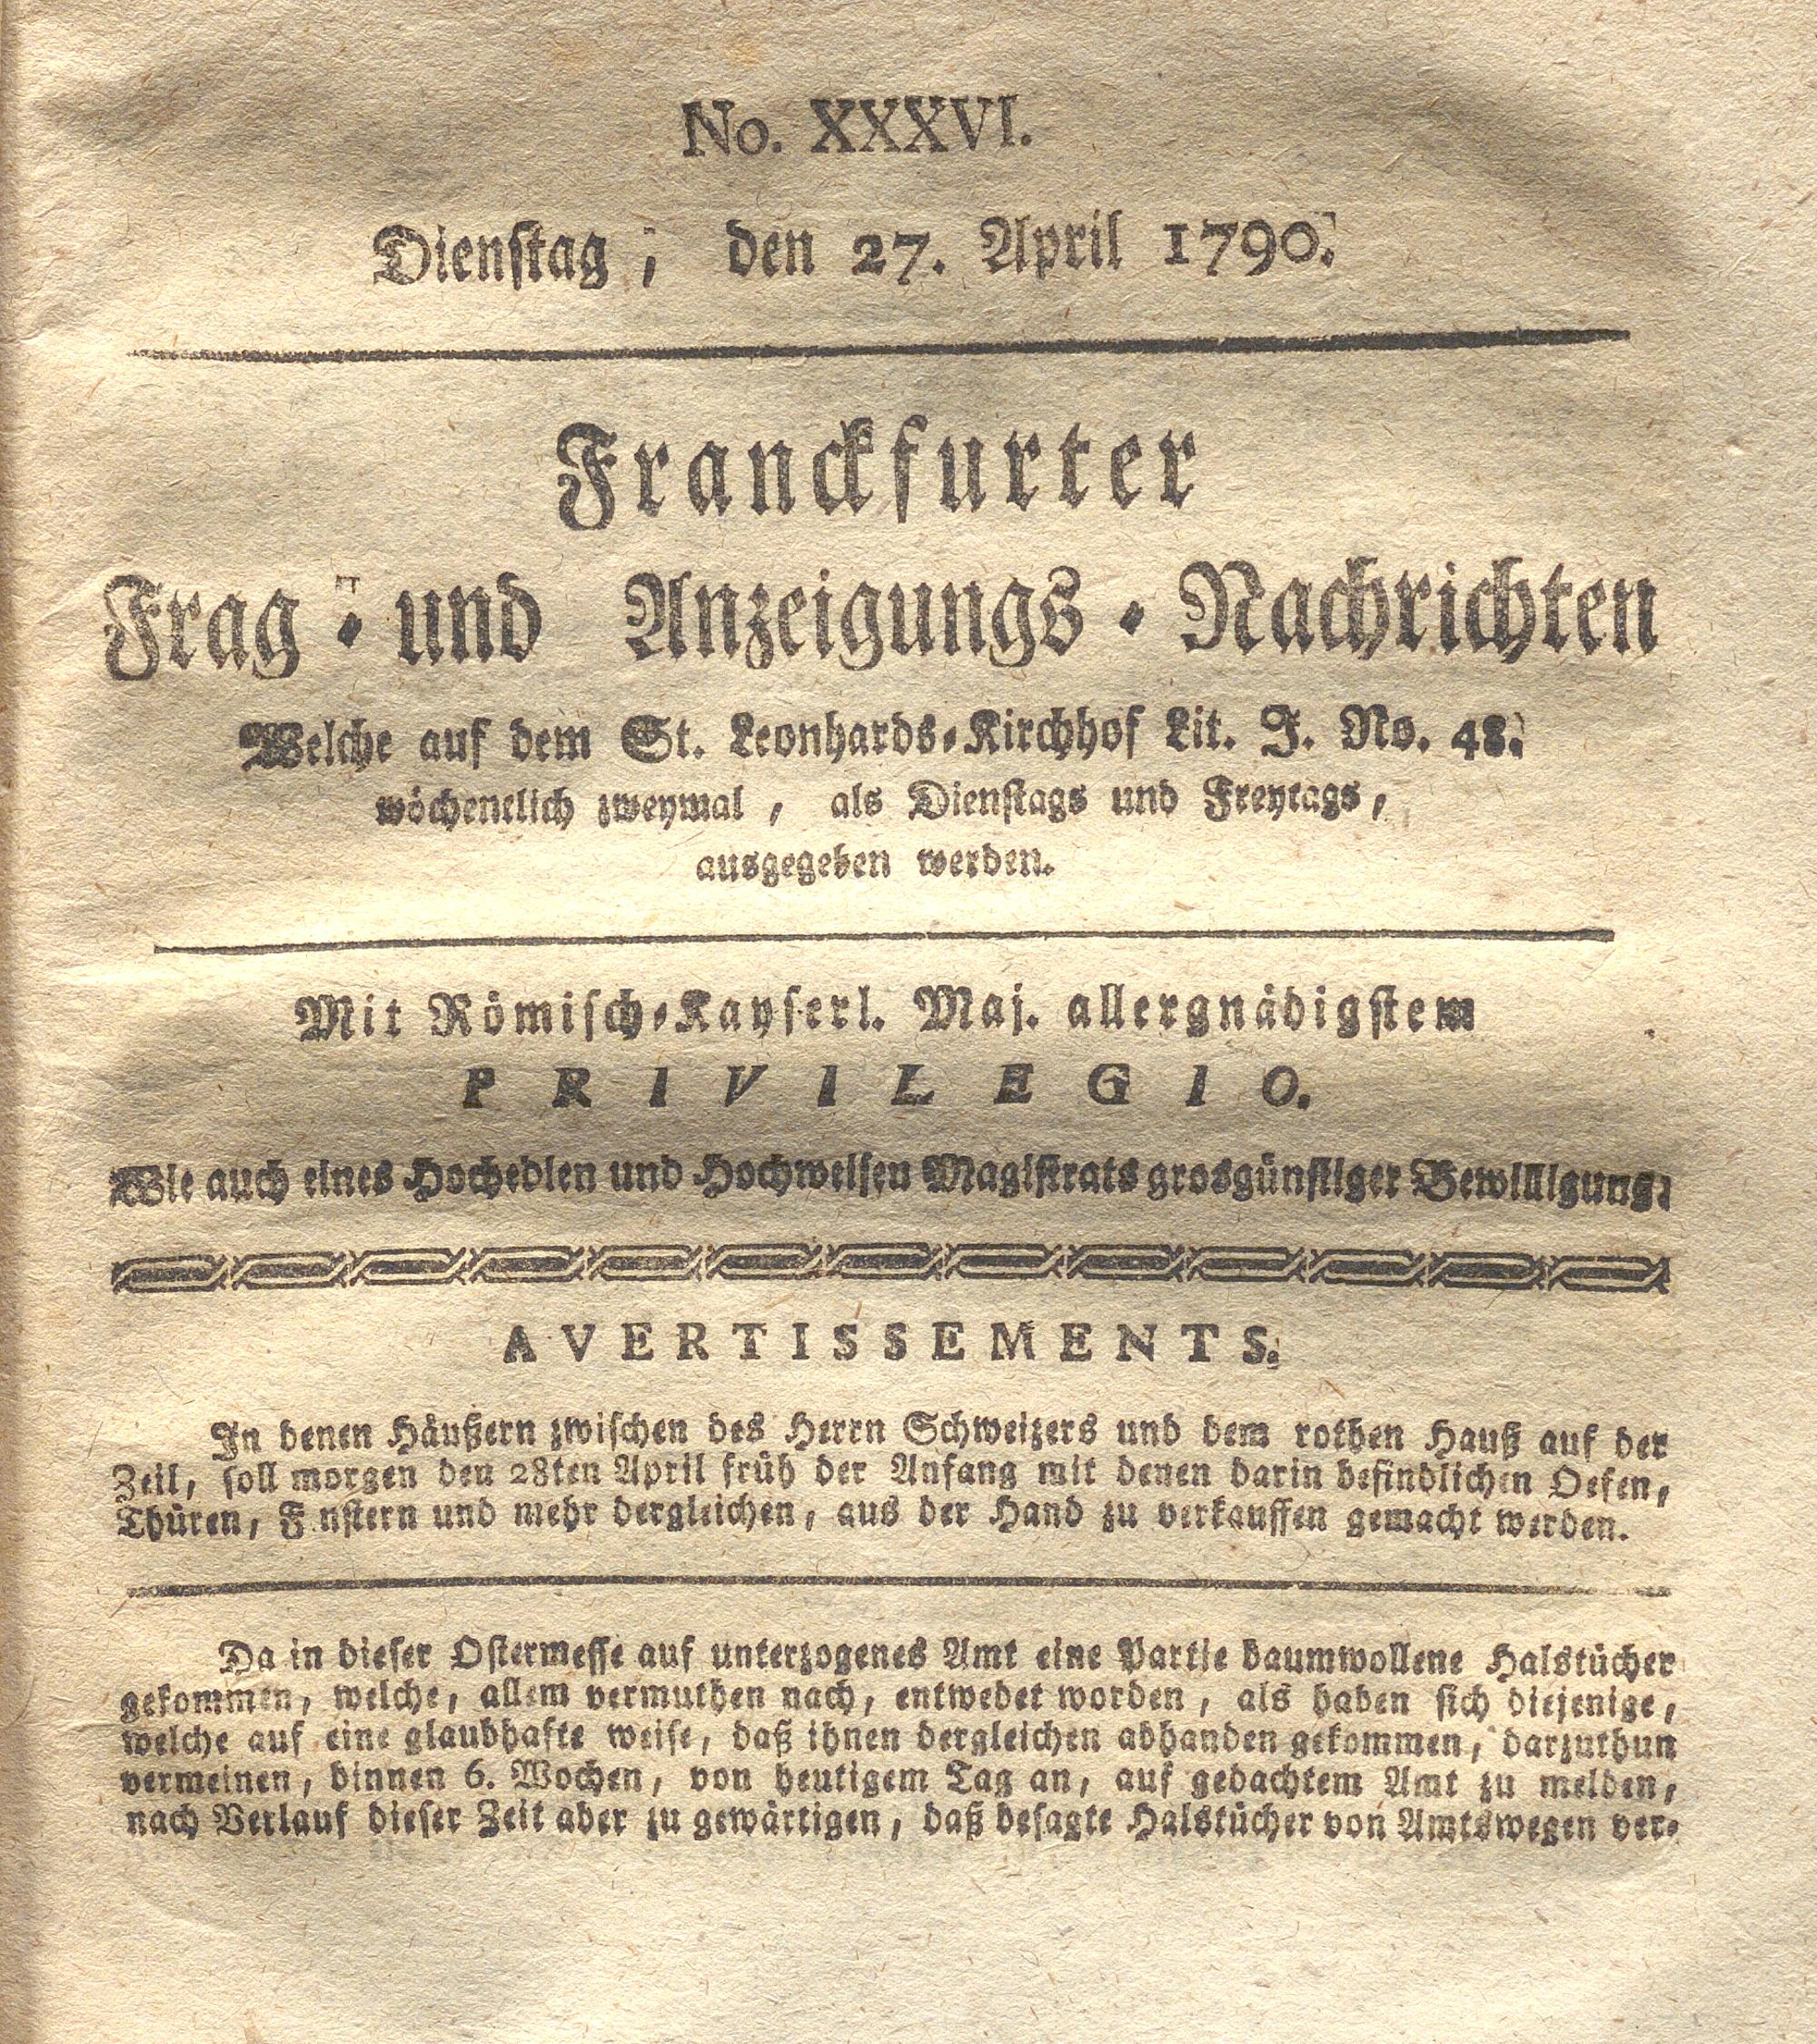 No. XXXVI.
Dienstag, den 27. April 1790.
Franckfurter
Frag- und Anzeigungs-Nachrichten
Welche auf dem St. Leonhards-Kirchhof Lit. J. No. 48.
wöchentlich zweymal, als Dienstags und Freytags,
ausgegeben werden.
Mit Römisch-Kayserl. Maj. allergnädigstem
PRIVILEGIO.
Wie auch eines Hochedlen und Hochweisen Magistrats grosgünstiger Bewilligung.
AVERTISSEMENTS.
In denen Häußern zwischen des Herrn Schweizers und dem rothen Hauß auf der
Zeil, soll morgen den 28ten April früh der Anfang mit denen darin befindlichen Oefen,
Thüren, F nstern und mehr dergleichen, aus der Hand zu verkauffen gemacht werden.
Da in dieser Ostermesse auf unterzogenes Amt eine Partie baumwollene Halstücher
gekommen, welche, allem vermuthen nach, entwedet worden, als haben sich diejenige,
welche auf eine glaubhafte weise, daß ihnen dergleichen abhanden gekommen, darzuthun
vermeinen, binnen 6. Wochen, von heutigem Tag an, auf gedachtem Amt zu melden,
nach Verlauf dieser Zeit aber zu gewärtigen, daß besagte Halstücher von Amtswegen ver-